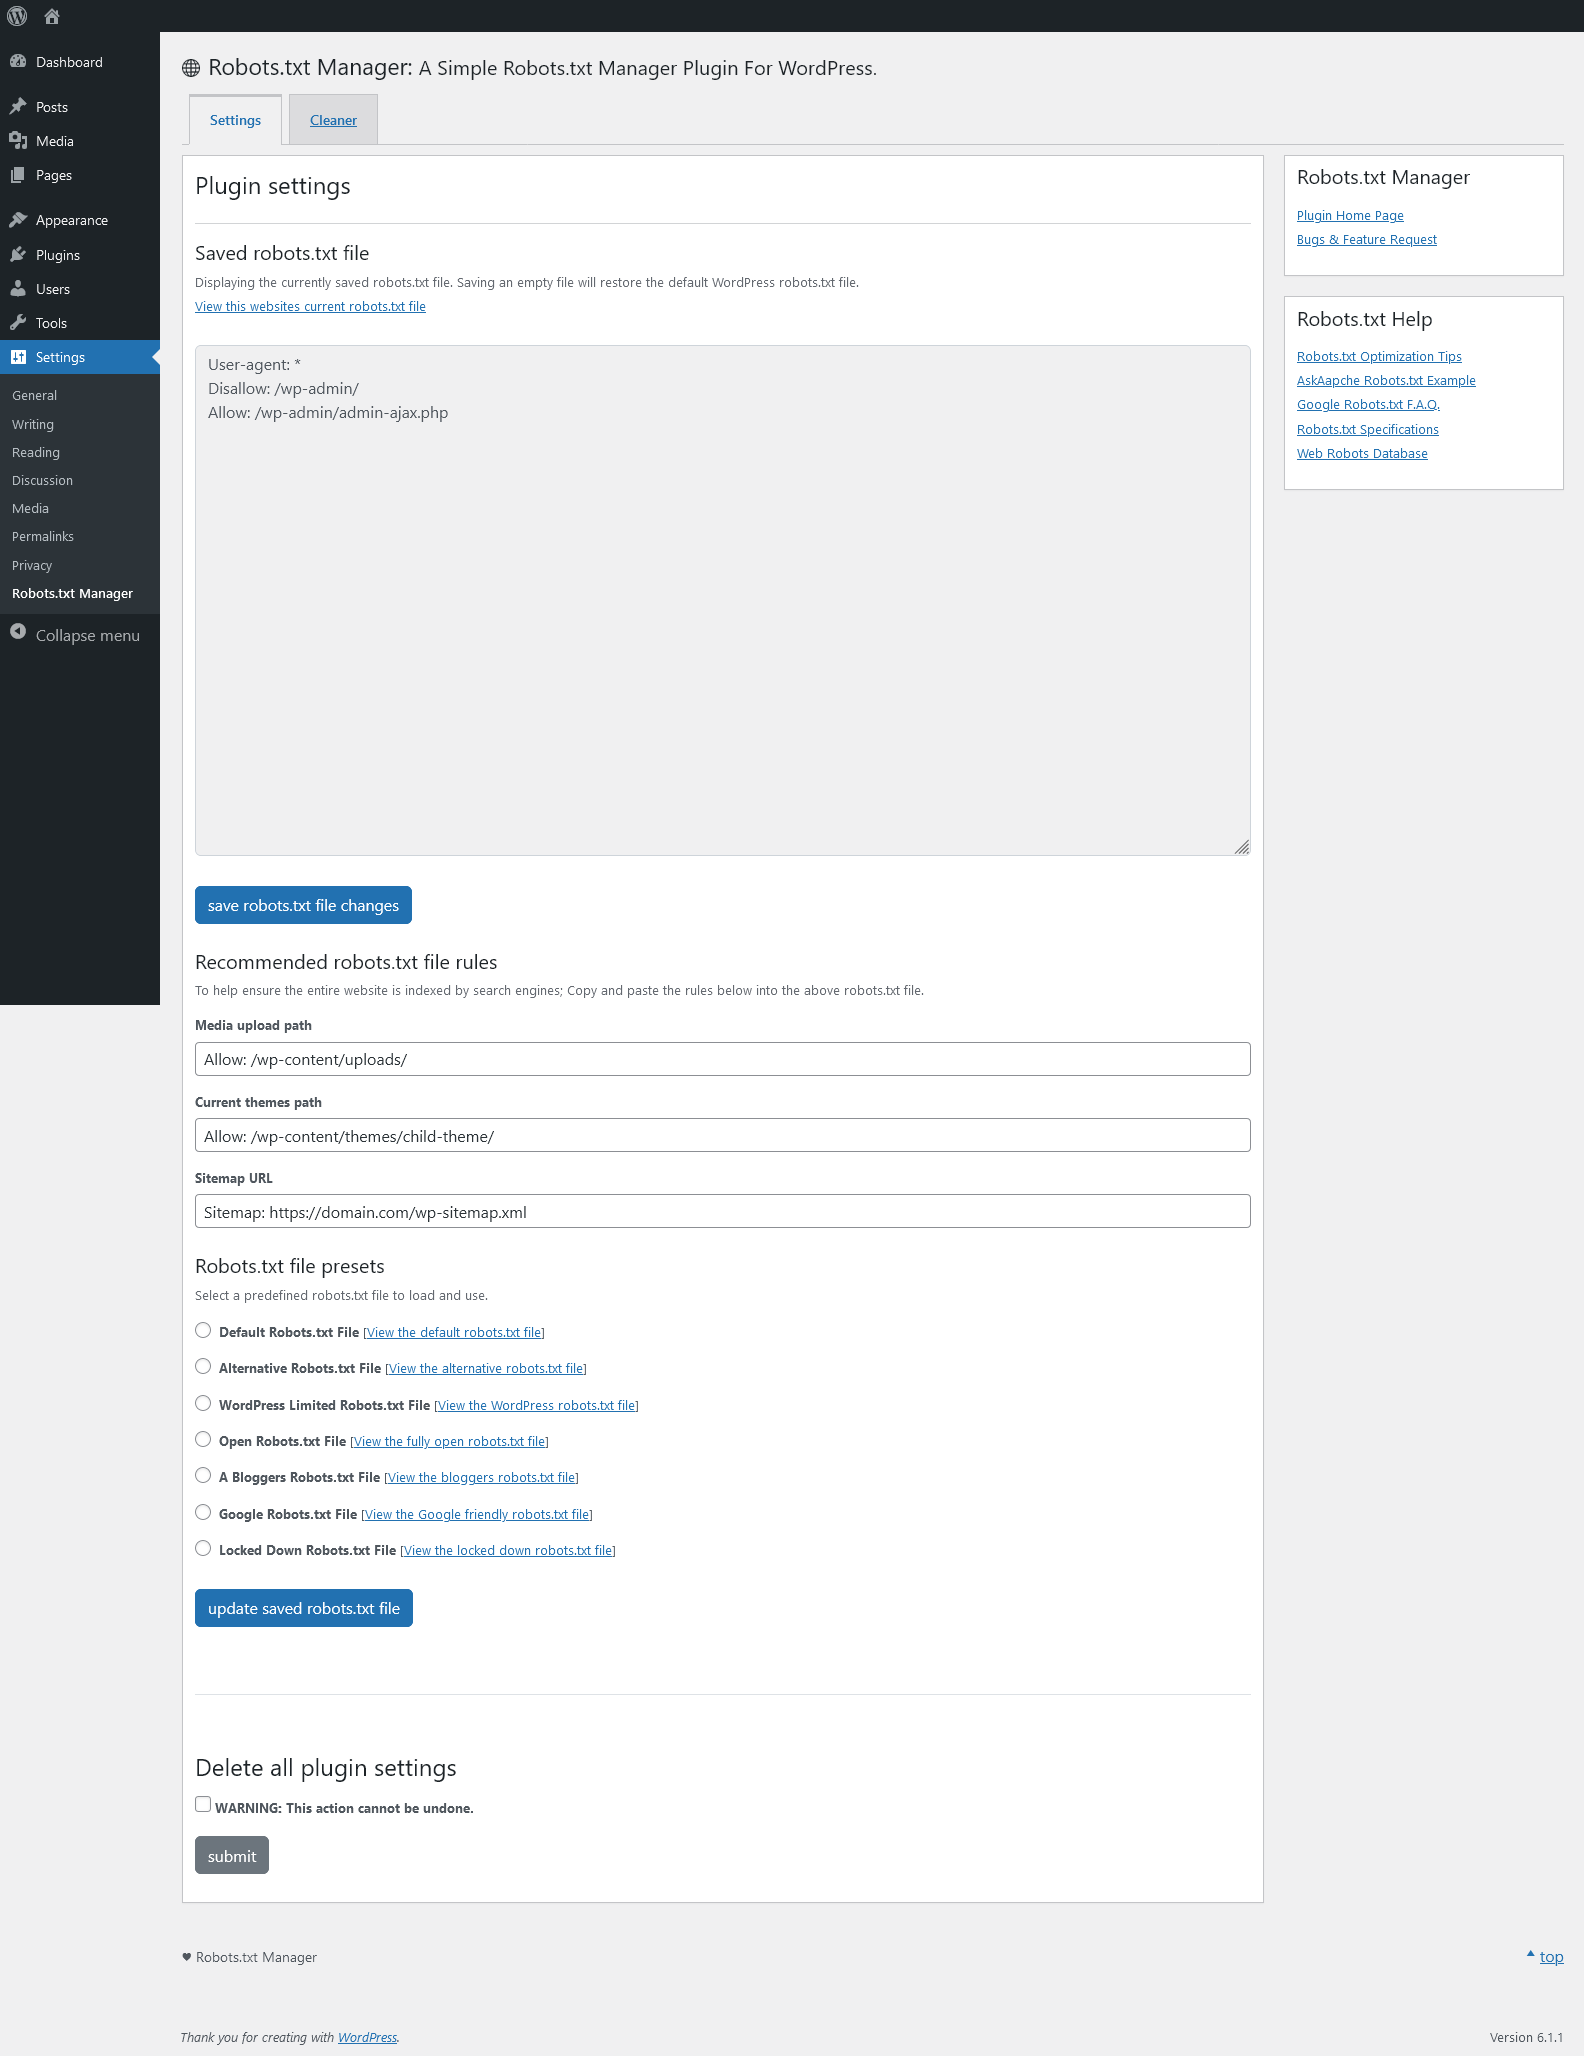 Dashboard
Posts
Media
Pages
Appearance
Plugins
Users
Tools
Settings
General
Writing
Reading
Discussion
Media
Permalinks
Privacy
Robots.txt Manager
Collapse menu
Robots.txt Manager: A Simple Robots.txt Manager Plugin For WordPress.
Settings
Cleaner
Plugin settings
Saved robots.txt file
Displaying the currently saved robots.txt file. Saving an empty file will restore the default WordPress robots.txt file.
View this websites current robots.txt file
User-agent: *
Disallow: /wp-admin/
Allow: /wp-admin/admin-ajax.php
save robots.txt file changes
Recommended robots.txt file rules
To help ensure the entire website is indexed by search engines; Copy and paste the rules below into the above robots.txt file.
Media upload path
Allow: /wp-content/uploads/
Current themes path
Allow: /wp-content/themes/child-theme/
Sitemap URL
Sitemap: https://domain.com/wp-sitemap.xml
Robots.txt file presets
Select a predefined robots.txt file to load and use.
Default Robots.txt File [View the default robots.txt file]
Alternative Robots.txt File [View the alternative robots.txt file]
WordPress Limited Robots.txt File [View the WordPress robots.txt file]
Open Robots.txt File [View the fully open robots.txt file]
A Bloggers Robots.txt File [View the bloggers robots.txt file]
Google Robots.txt File [View the Google friendly robots.txt file]
Locked Down Robots.txt File [View the locked down robots.txt file]
update saved robots.txt file
Delete all plugin settings
WARNING: This action cannot be undone.
submit
Robots.txt Manager
Plugin Home Page
Bugs & Feature Request
Robots.txt Help
Robots.txt Optimization Tips
AskAapche Robots.txt Example
Google Robots.txt F.A.Q.
Robots.txt Specifications
Web Robots Database
♥ Robots.txt Manager
▲ top
Thank you for creating with WordPress.
Version 6.1.1